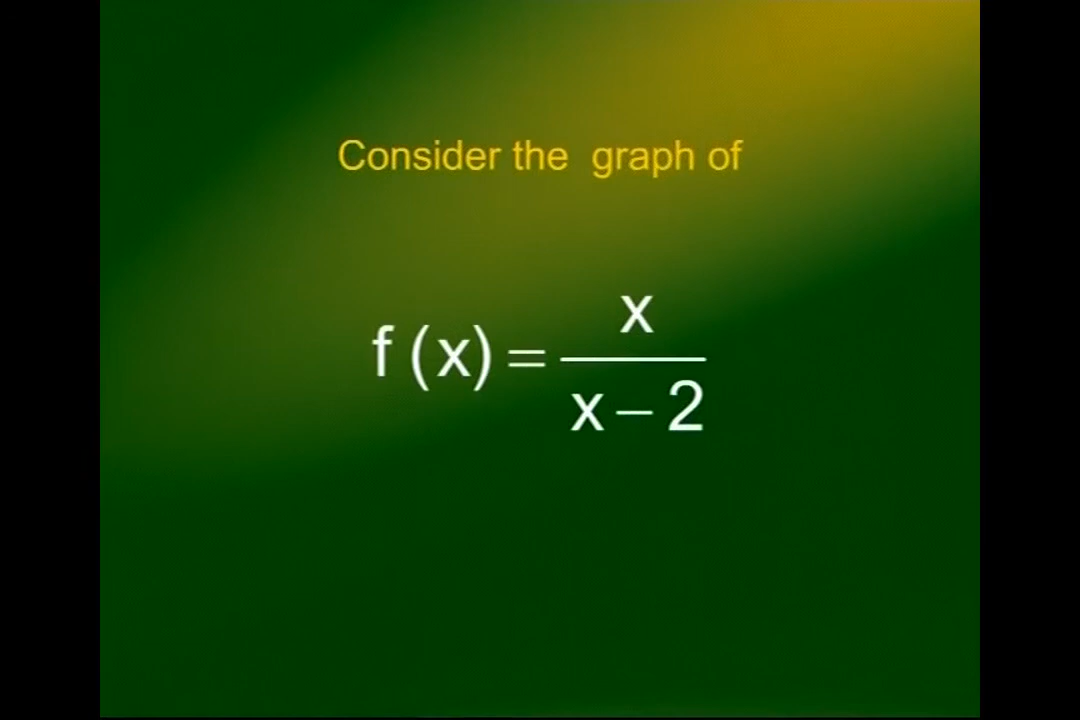 Consider the graph of
f (x) = x / x – 2